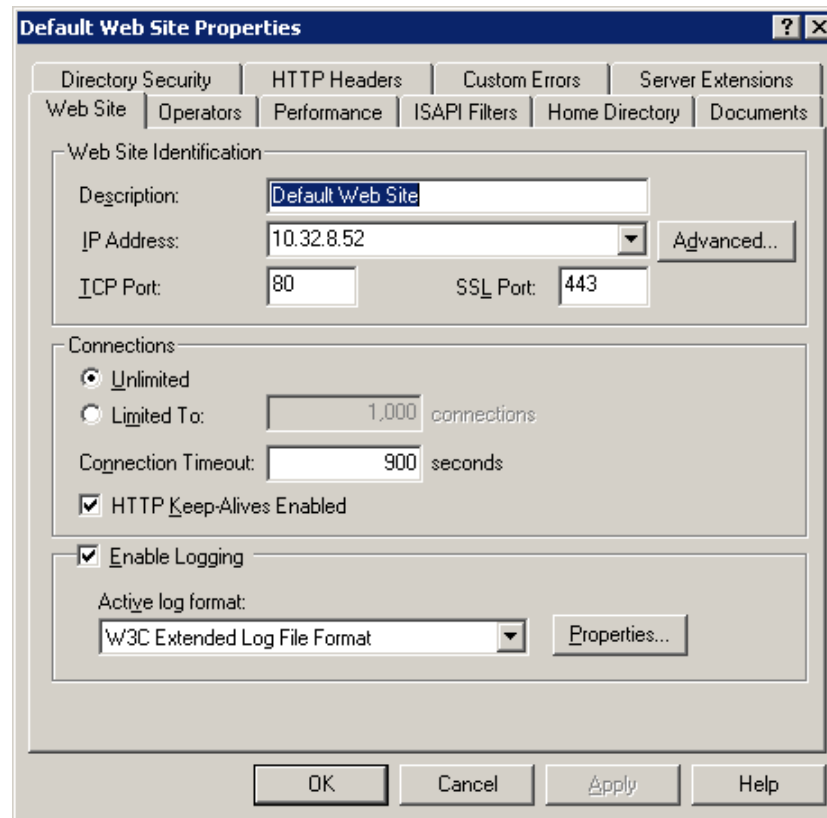 Default Web Site Properties ? X
Directory Security HTTP Headers Custom Errors Server Extensions
Web Site Operators Performance ISAPI Filters Home Directory Documents
Web Site Identification
Description: Default Web Site
IP Address: 10.32.8.52 Advanced...
TCP Port: 80 SSL Port: 443
Connections
Unlimited
Limited To: 1,000 connections
Connection Timeout: 900 seconds
HTTP Keep-Alives Enabled
Enable Logging
Active log format:
W3C Extended Log File Format Properties...
OK Cancel Apply Help